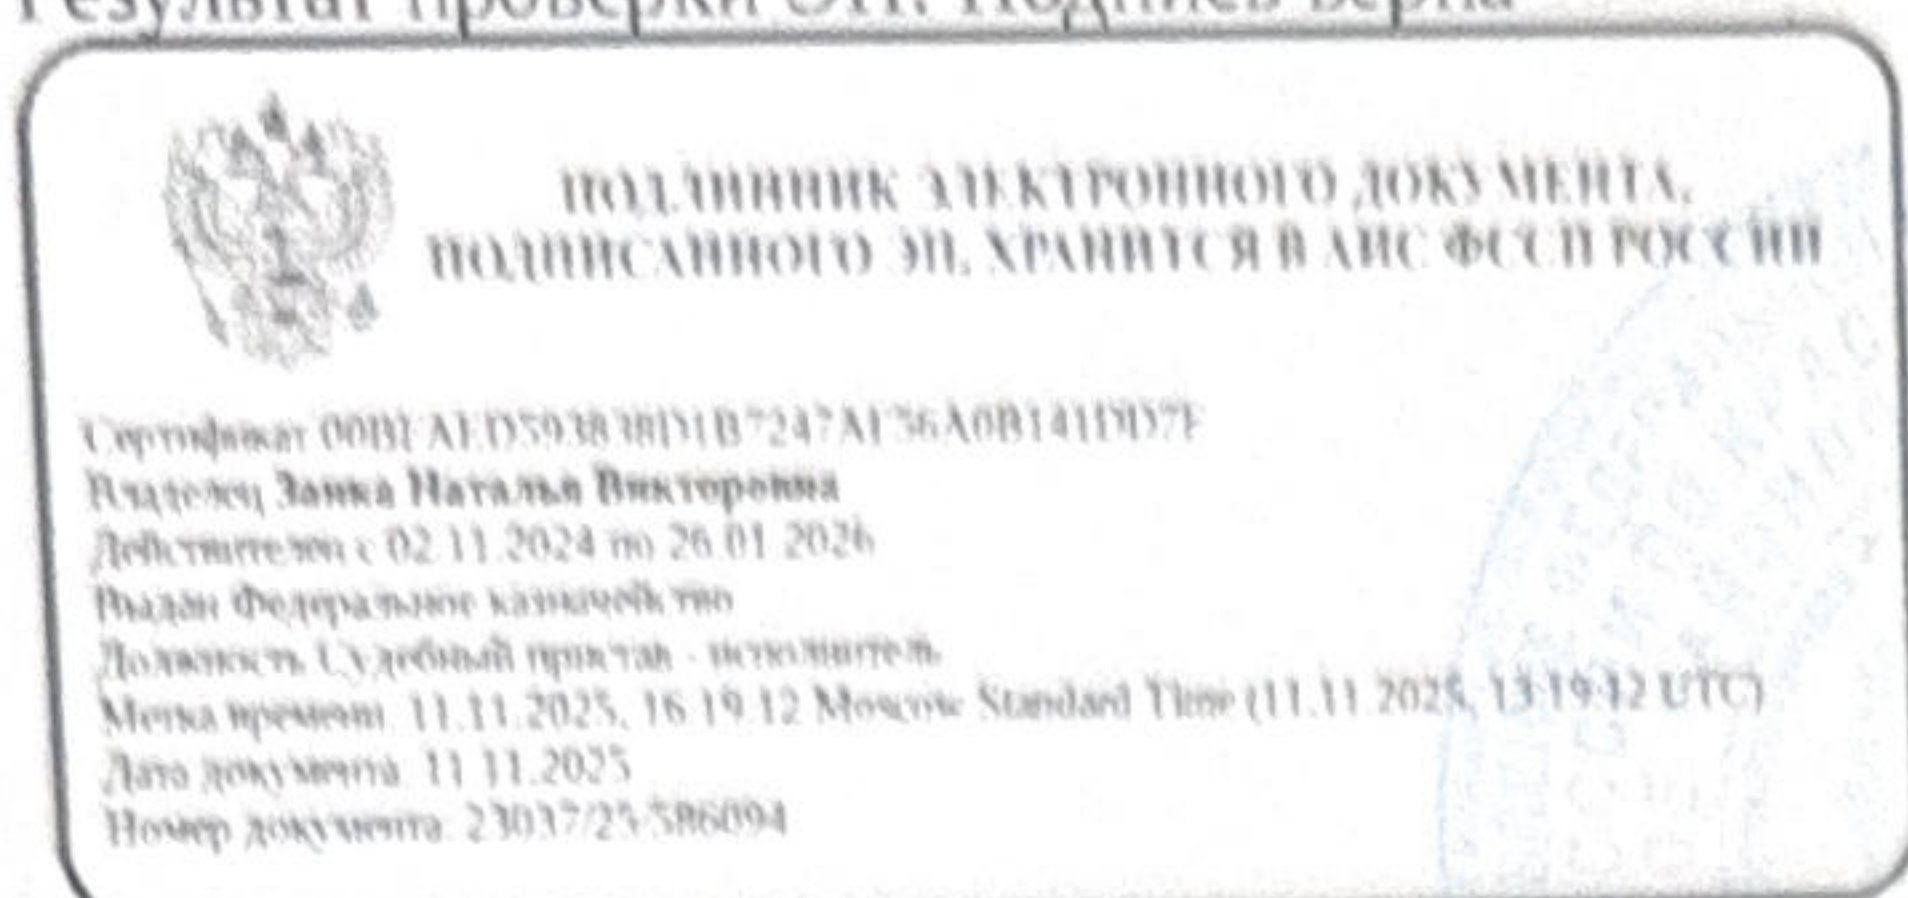 Результат проверки ЭП: Подпись верна
ПОДЛИННИК ЭЛЕКТРОННОГО ДОКУМЕНТА,
ПОДПИСАННОГО ЭП, ХРАНИТСЯ В АИС ФССП РОССИИ
Сертификат
Владелец Заика Наталья Викторовна
Действителен с 02.11.2024 по 26.01.2026
Выдан Федеральное казначейство
Должность Судебный пристав - исполнитель
Метка времени: 11.11.2025, 16:19:12 Moscow Standard Time (11.11.2025, 13:19:12 UTC)
Дата документа: 11.11.2025
Номер документа: 23037/25/586094